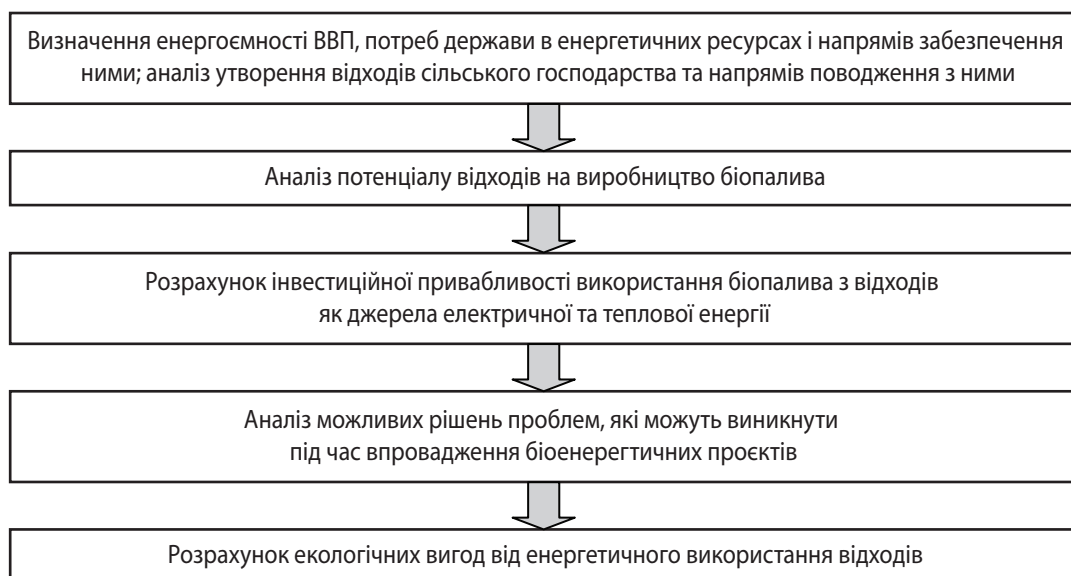 Визначення енергоємності ВВП, потреб держави в енергетичних ресурсах і напрямів забезпечення
ними; аналіз утворення відходів сільського господарства та напрямів поводження з ними
Аналіз потенціалу відходів на виробництво біопалива
Розрахунок інвестиційної привабливості використання біопалива з відходів
як джерела електричної та теплової енергії
Аналіз можливих рішень проблем, які можуть виникнути
під час впровадження біоенерегтичних проєктів
Розрахунок екологічних вигод від енергетичного використання відходів